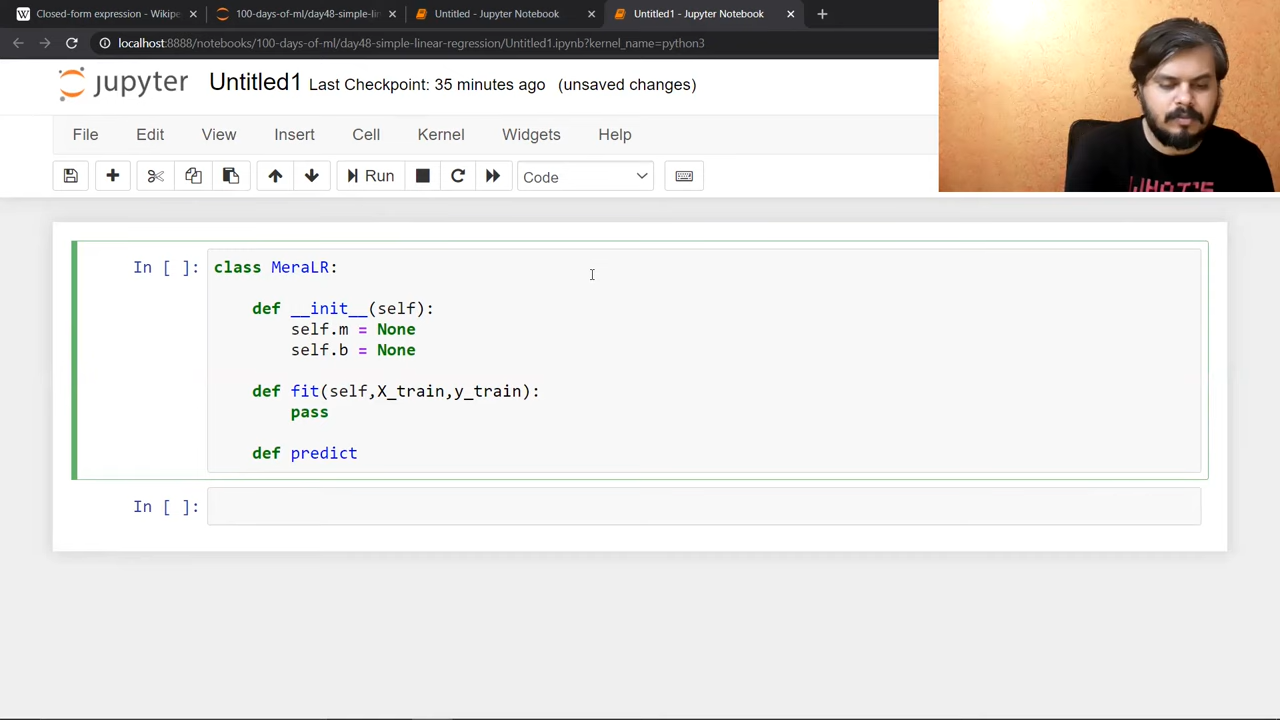 Closed-form expression - Wikipe
100-days-of-ml/day48-simple-lin
Untitled - Jupyter Notebook
Untitled1 - Jupyter Notebook
localhost:8888/notebooks/100-days-of-ml/day48-simple-linear-regression/Untitled1.ipynb?kernel_name=python3
jupyter Untitled1 Last Checkpoint: 35 minutes ago (unsaved changes)
File Edit View Insert Cell Kernel Widgets Help
Run Code
WHAT'S
In [ ]: class MeraLR:
def __init__(self):
self.m = None
self.b = None
def fit(self,X_train,y_train):
pass
def predict
In [ ]: